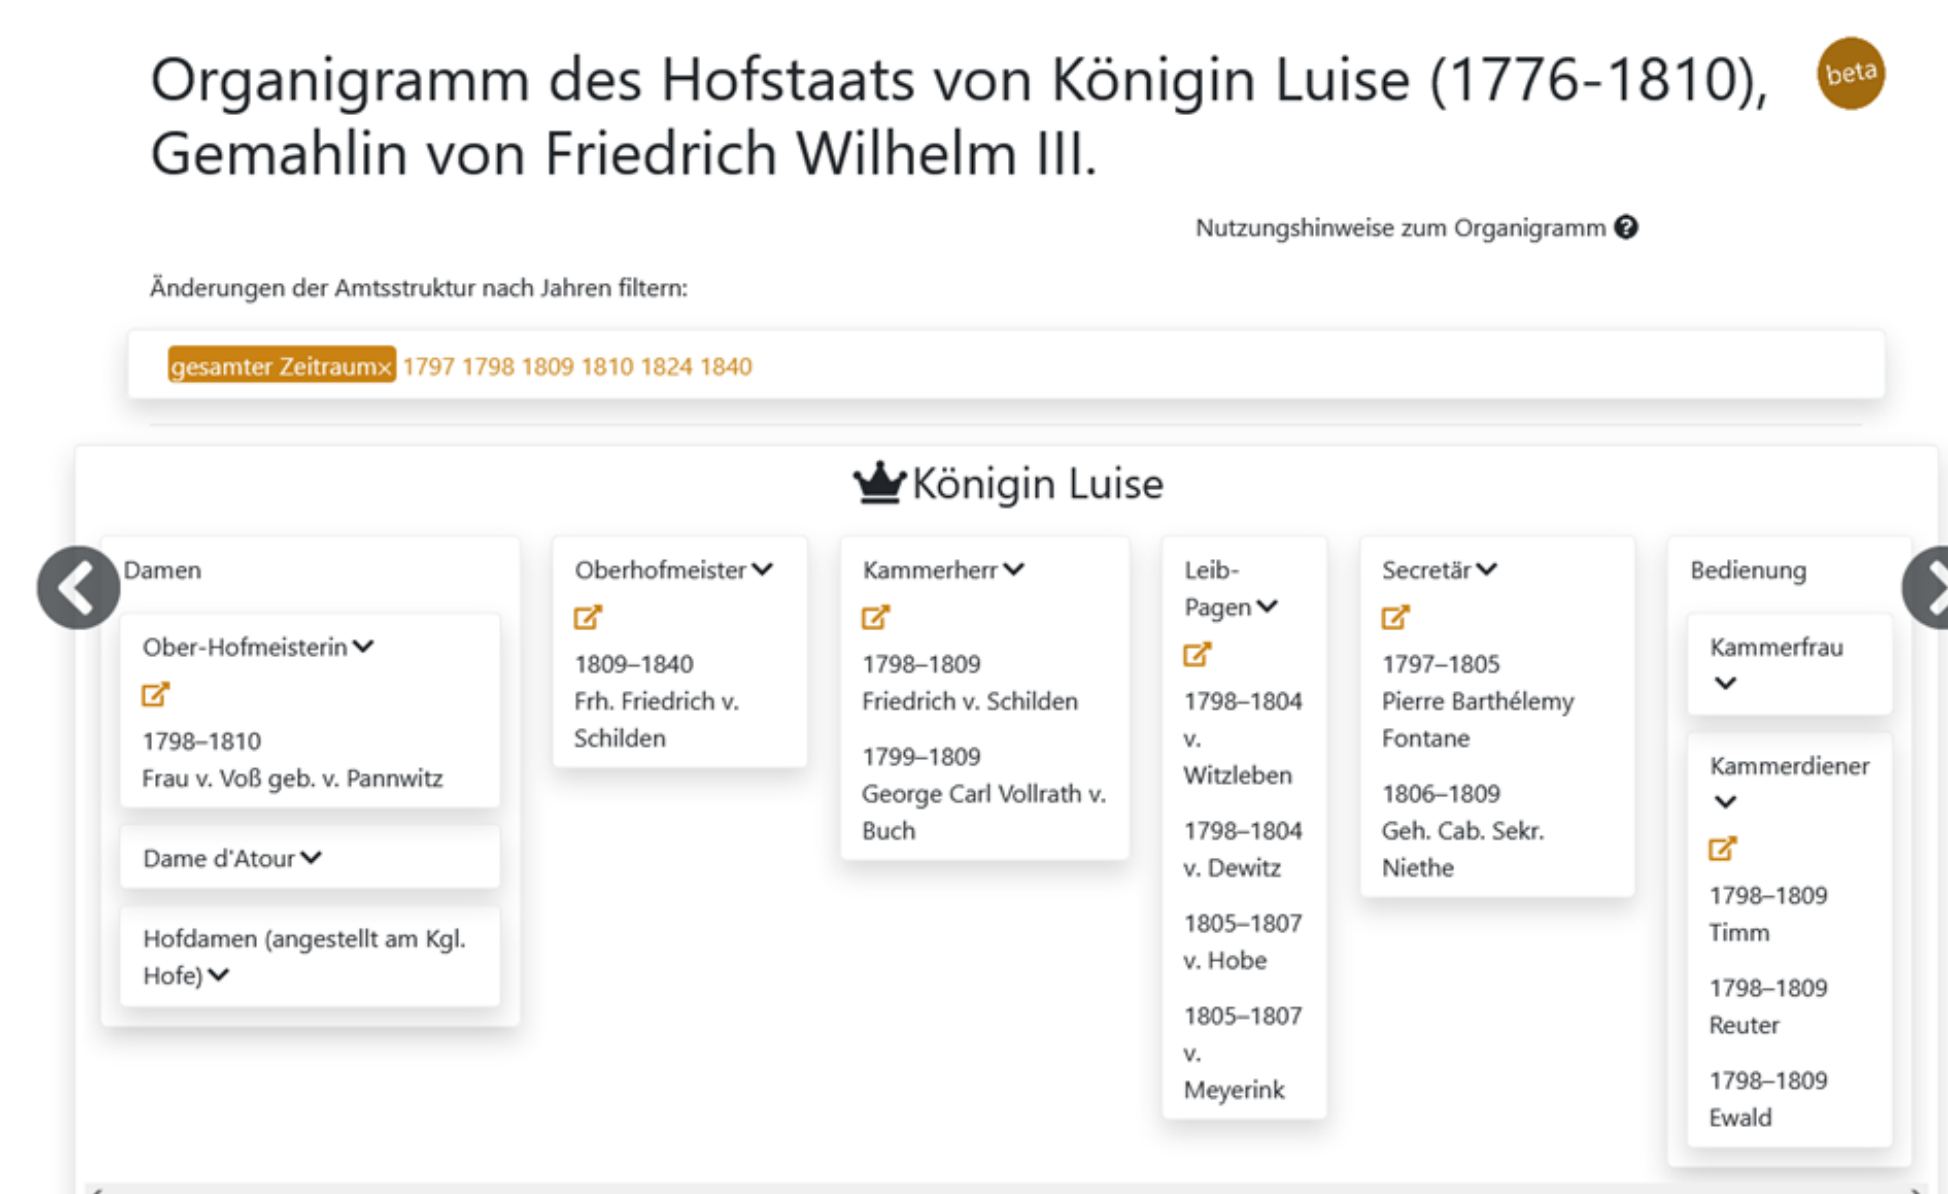 Organigramm des Hofstaats von Königin Luise (1776-1810),
Gemahlin von Friedrich Wilhelm III.
beta
Nutzungshinweise zum Organigramm
Änderungen der Amtsstruktur nach Jahren filtern:
gesamter Zeitraum× 1797 1798 1809 1810 1824 1840
Königin Luise
Damen
Ober-Hofmeisterin
1798–1810
Frau v. Voß geb. v. Pannwitz
Dame d'Atour
Hofdamen (angestellt am Kgl.
Hofe)
Oberhofmeister
1809–1840
Frh. Friedrich v.
Schilden
Kammerherr
1798–1809
Friedrich v. Schilden
1799–1809
George Carl Vollrath v.
Buch
Leib-
Pagen
1798–1804
v.
Witzleben
1798–1804
v. Dewitz
1805–1807
v. Hobe
1805–1807
v.
Meyerink
Secretär
1797–1805
Pierre Barthélemy
Fontane
1806–1809
Geh. Cab. Sekr.
Niethe
Bedienung
Kammerfrau
Kammerdiener
1798–1809
Timm
1798–1809
Reuter
1798–1809
Ewald